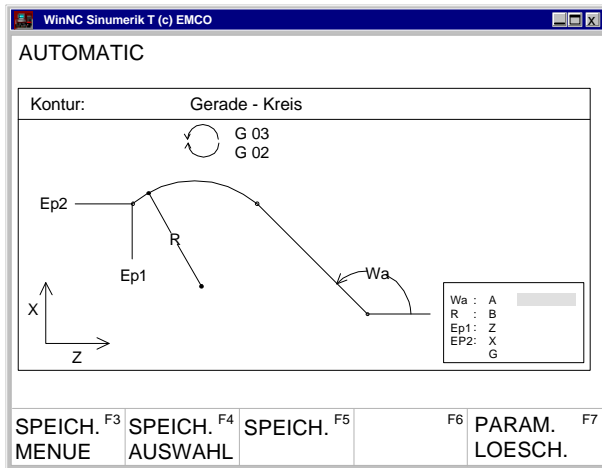 WinNC Sinumerik T (c) EMCO
AUTOMATIC
Kontur: Gerade - Kreis
G 03
G 02
Ep2
R
Ep1
Wa
X
Z
Wa : A
R : B
Ep1: Z
EP2: X
G
SPEICH. F3 SPEICH. F4 SPEICH. F5 F6 PARAM. F7
MENUE AUSWAHL LOESCH.